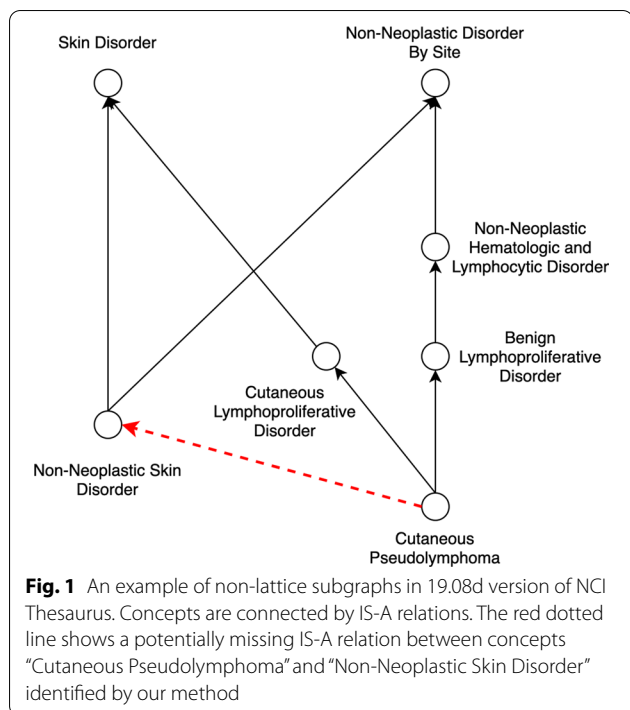 Skin Disorder
Non-Neoplastic Disorder
By Site
Non-Neoplastic
Hematologic and
Lymphocytic Disorder
Benign
Lymphoproliferative
Disorder
Cutaneous
Lymphoproliferative
Disorder
Non-Neoplastic Skin
Disorder
Cutaneous
Pseudolymphoma
Fig. 1 An example of non-lattice subgraphs in 19.08d version of NCI
Thesaurus. Concepts are connected by IS-A relations. The red dotted
line shows a potentially missing IS-A relation between concepts
“Cutaneous Pseudolymphoma” and “Non-Neoplastic Skin Disorder”
identified by our method